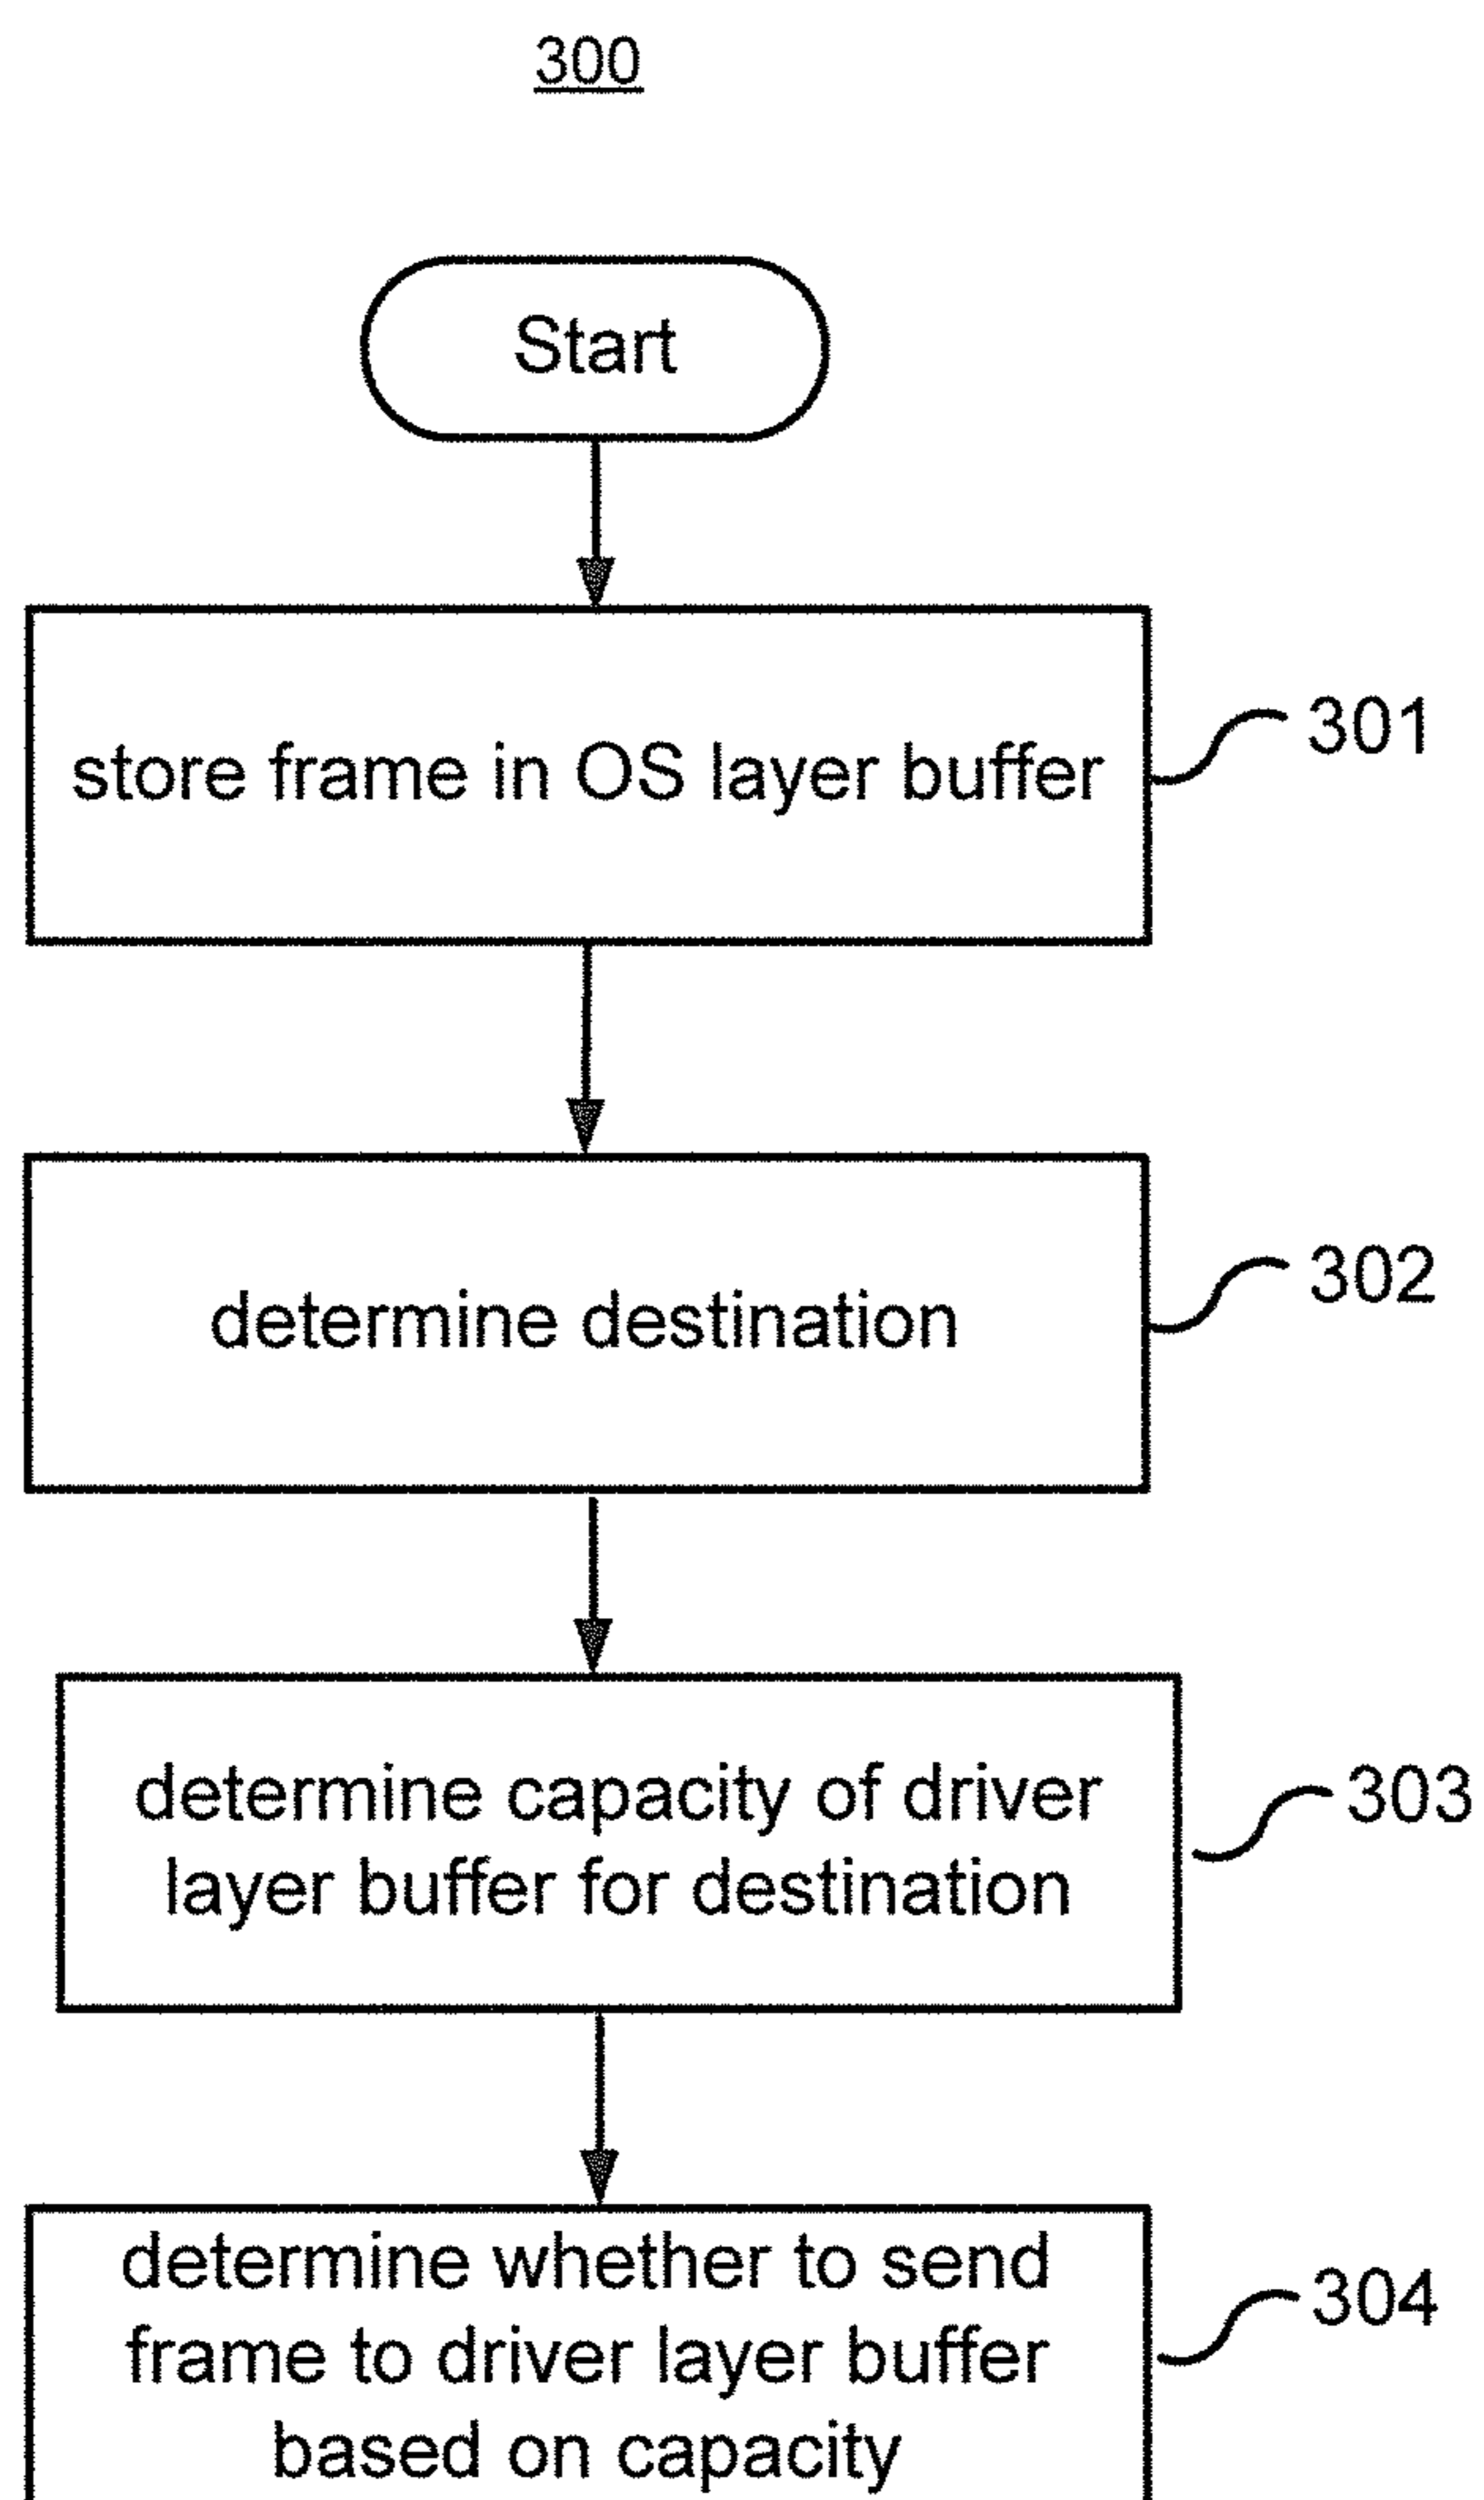 300
Start
store frame in OS layer buffer
301
determine destination
302
determine capacity of driver
layer buffer for destination
303
determine whether to send
frame to driver layer buffer
based on capacity
304